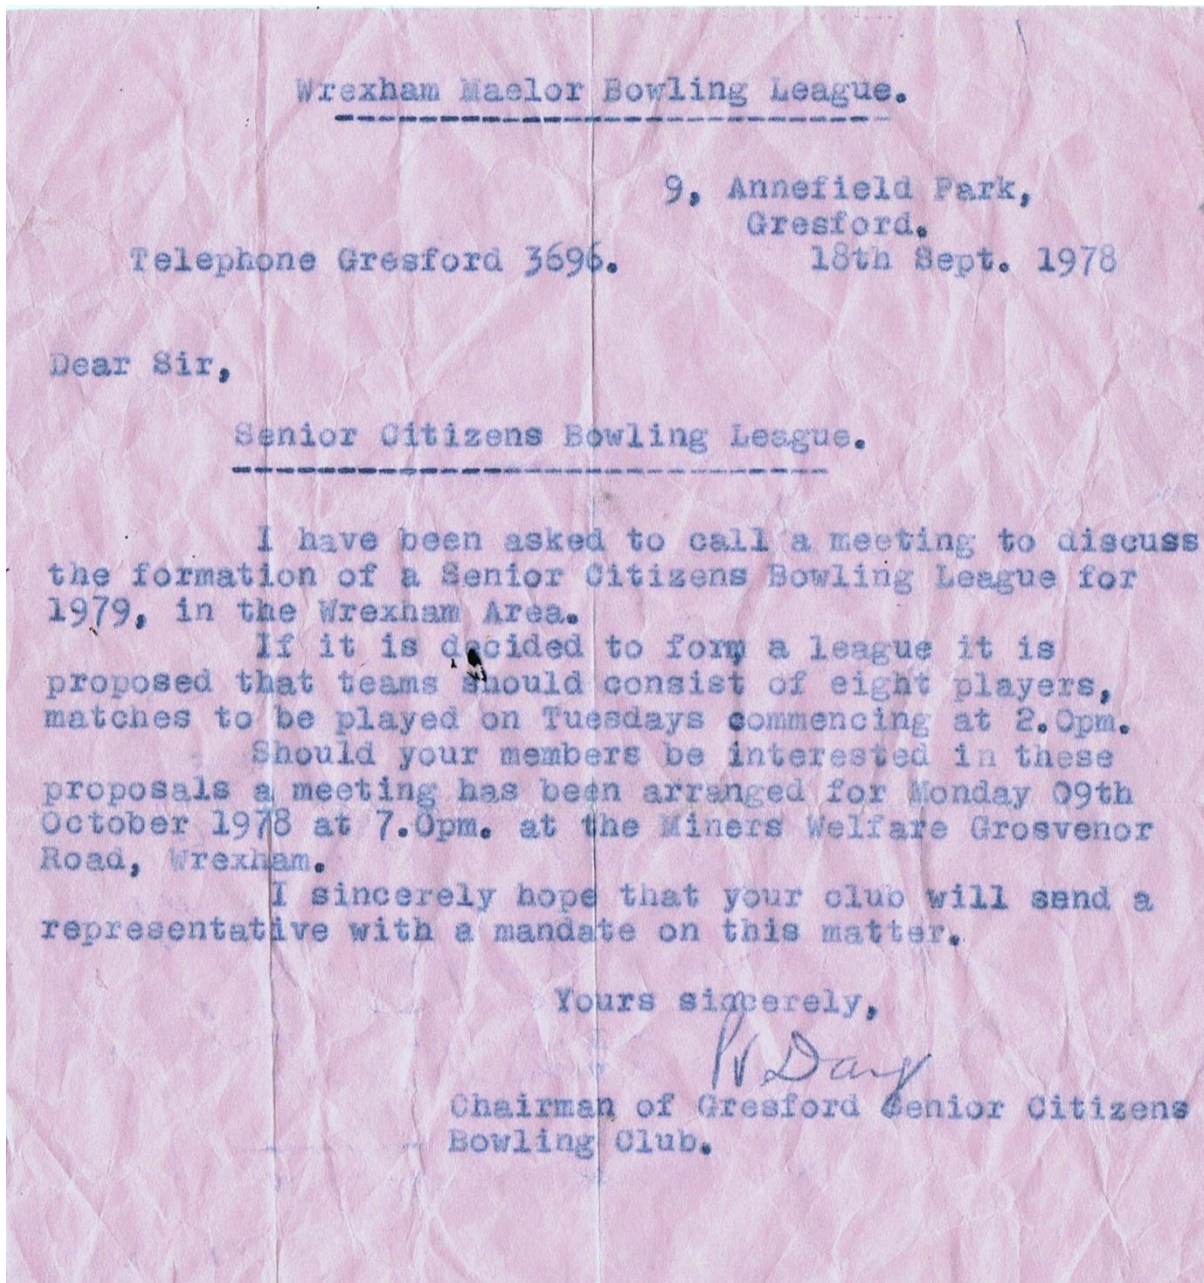 Wrexham Maelor Bowling League.
9, Annefield Park,
Gresford.
Telephone Gresford 3696. 18th Sept. 1978
Dear Sir,
Senior Citizens Bowling League.
I have been asked to call a meeting to discuss
the formation of a Senior Citizens Bowling League for
1979, in the Wrexham Area.
If it is decided to form a league it is
proposed that teams should consist of eight players,
matches to be played on Tuesdays commencing at 2.0pm.
Should your members be interested in these
proposals a meeting has been arranged for Monday 09th
October 1978 at 7.0pm. at the Miners Welfare Grosvenor
Road, Wrexham.
I sincerely hope that your club will send a
representative with a mandate on this matter.
Yours sincerely,
Chairman of Gresford Senior Citizens
Bowling Club.